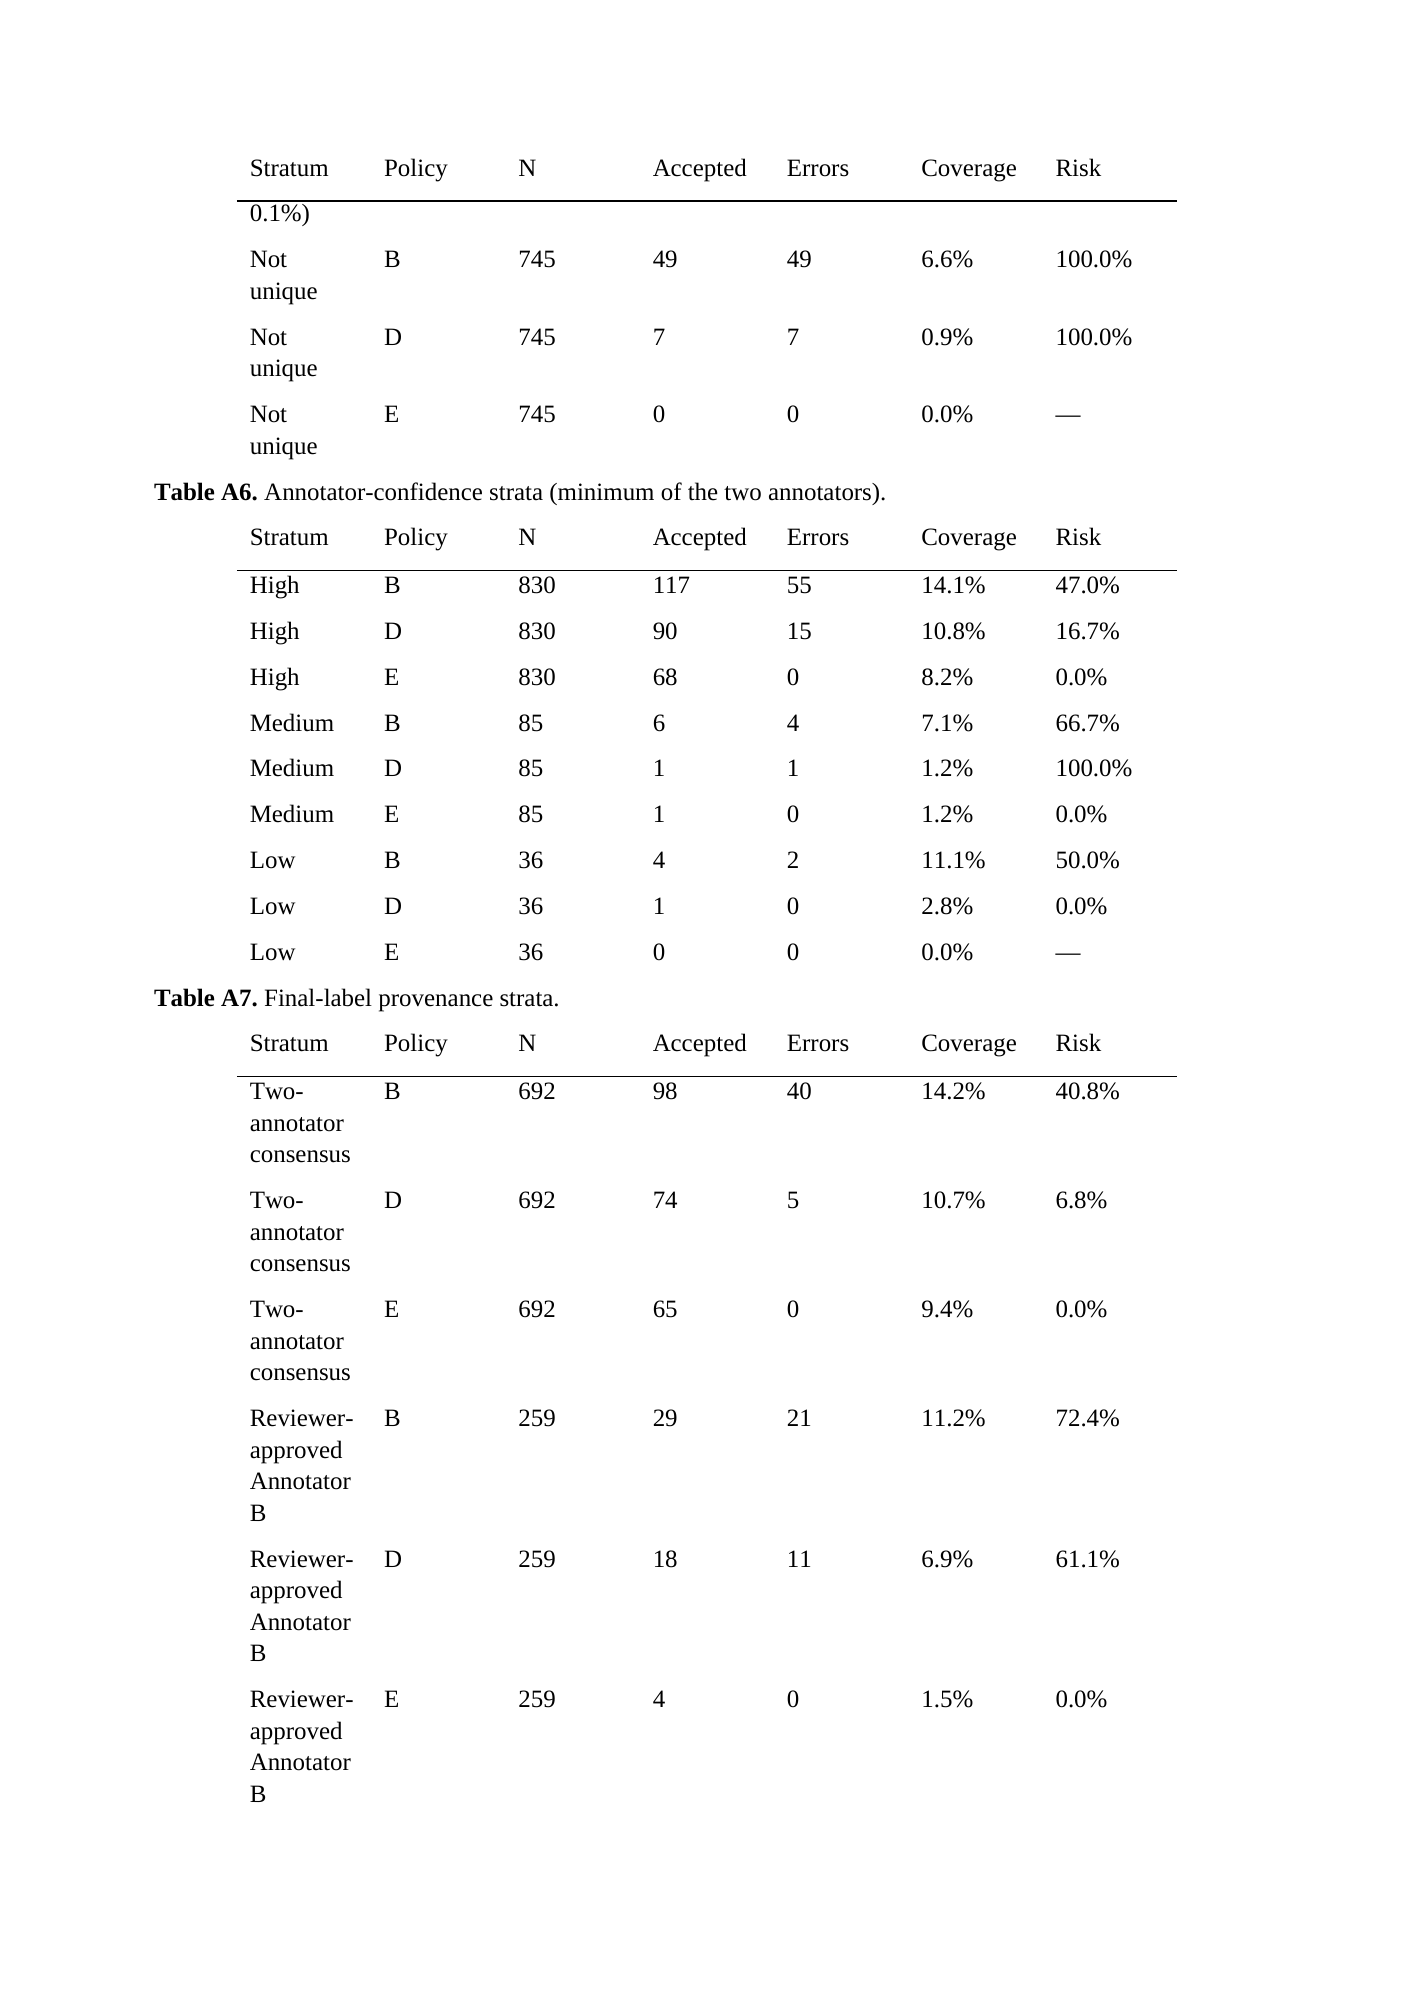 Stratum Policy N Accepted Errors Coverage Risk
0.1%)
Not B 745 49 49 6.6% 100.0%
unique
Not D 745 7 7 0.9% 100.0%
unique
Not E 745 0 0 0.0% —
unique
Table A6. Annotator-confidence strata (minimum of the two annotators).
Stratum Policy N Accepted Errors Coverage Risk
High B 830 117 55 14.1% 47.0%
High D 830 90 15 10.8% 16.7%
High E 830 68 0 8.2% 0.0%
Medium B 85 6 4 7.1% 66.7%
Medium D 85 1 1 1.2% 100.0%
Medium E 85 1 0 1.2% 0.0%
Low B 36 4 2 11.1% 50.0%
Low D 36 1 0 2.8% 0.0%
Low E 36 0 0 0.0% —
Table A7. Final-label provenance strata.
Stratum Policy N Accepted Errors Coverage Risk
Two- B 692 98 40 14.2% 40.8%
annotator
consensus
Two- D 692 74 5 10.7% 6.8%
annotator
consensus
Two- E 692 65 0 9.4% 0.0%
annotator
consensus
Reviewer- B 259 29 21 11.2% 72.4%
approved
Annotator
B
Reviewer- D 259 18 11 6.9% 61.1%
approved
Annotator
B
Reviewer- E 259 4 0 1.5% 0.0%
approved
Annotator
B